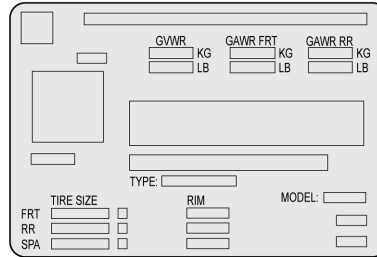 GVWR GAWR FRT GAWR RR
KG KG KG
LB LB LB
TYPE:
TIRE SIZE RIM MODEL:
FRT
RR
SPA